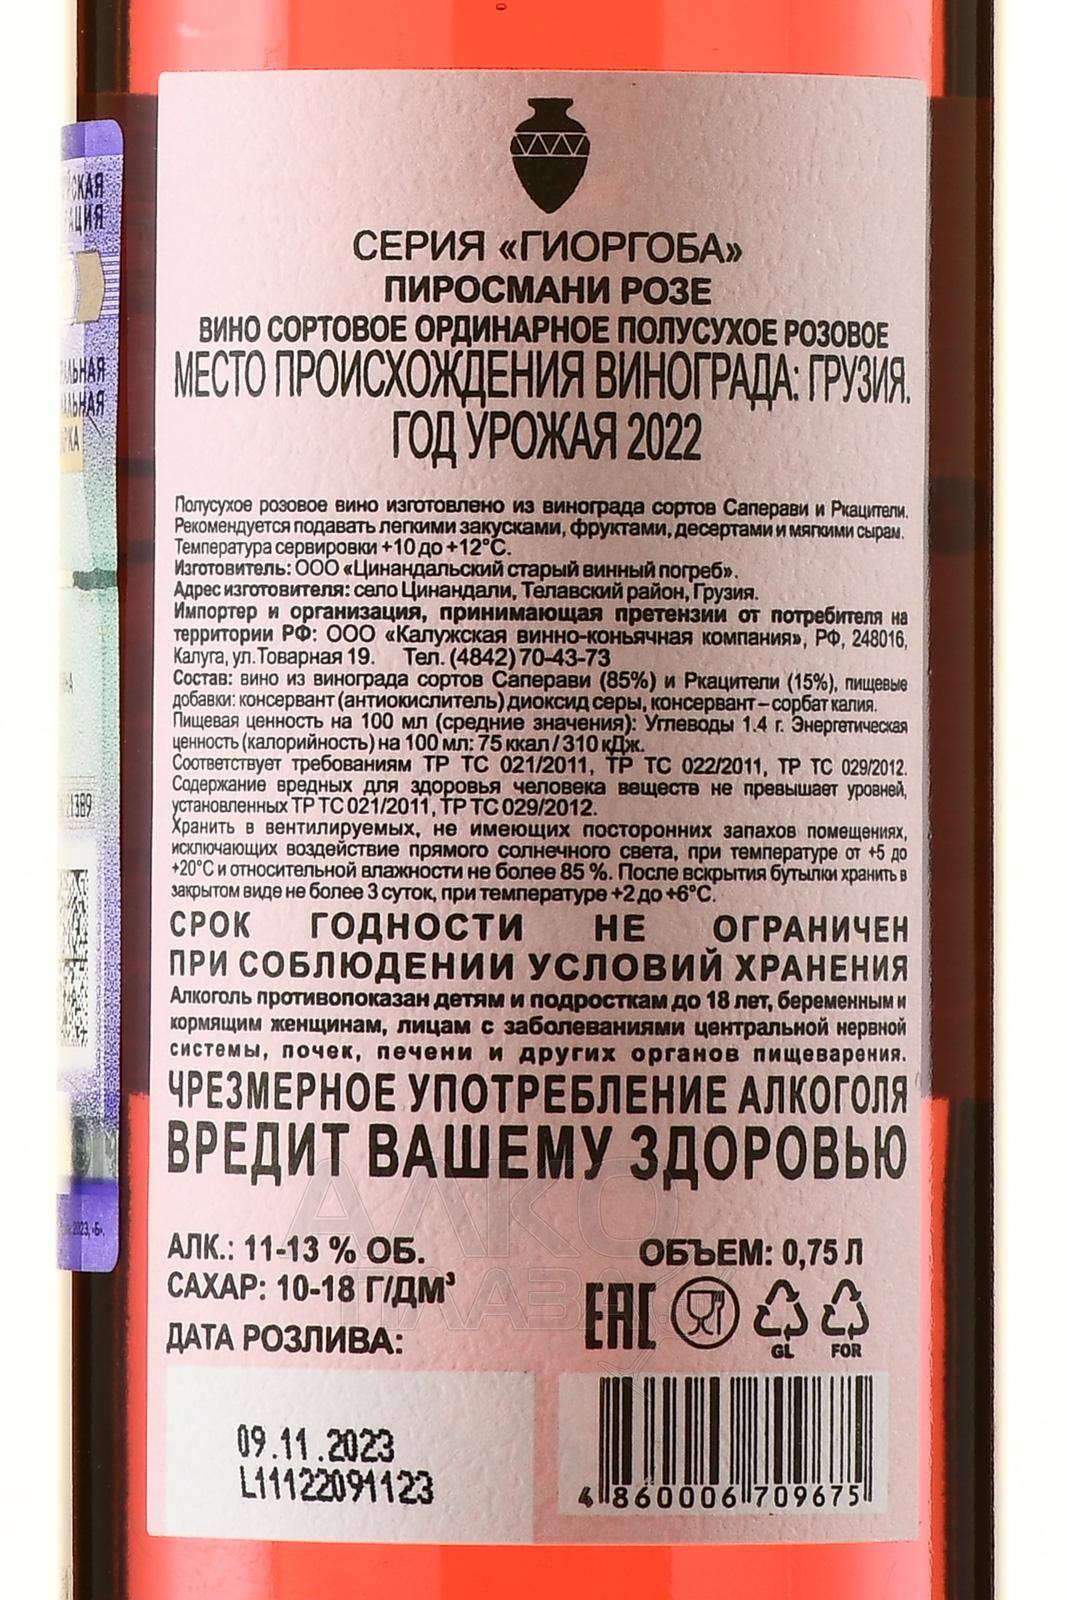 СЕРИЯ «ГИОРГОБА»
ПИРОСМАНИ РОЗЕ
ВИНО СОРТОВОЕ ОРДИНАРНОЕ ПОЛУСУХОЕ РОЗОВОЕ
МЕСТО ПРОИСХОЖДЕНИЯ ВИНОГРАДА: ГРУЗИЯ.
ГОД УРОЖАЯ 2022
Полусухое розовое вино изготовлено из винограда сортов Саперави и Ркацители.
Рекомендуется подавать легкими закусками, фруктами, десертами и мягкими сырам.
Температура сервировки +10 до +12°С.
Изготовитель: ООО «Цинандальский старый винный погреб».
Адрес изготовителя: село Цинандали, Телавский район, Грузия.
Импортер и организация, принимающая претензии от потребителя на
территории РФ: ООО «Калужская винно-коньячная компания», РФ, 248016,
Калуга, ул.Товарная 19. Тел. (4842) 70-43-73
Состав: вино из винограда сортов Саперави (85%) и Ркацители (15%), пищевые
добавки: консервант (антиокислитель) диоксид серы, консервант – сорбат калия.
Пищевая ценность на 100 мл (средние значения): Углеводы 1.4 г. Энергетическая
ценность (калорийность) на 100 мл: 75 ккал / 310 кДж.
Соответствует требованиям ТР ТС 021/2011, ТР ТС 022/2011, ТР ТС 029/2012.
Содержание вредных для здоровья человека веществ не превышает уровней,
установленных ТР ТС 021/2011, ТР ТС 029/2012.
Хранить в вентилируемых, не имеющих посторонних запахов помещениях,
исключающих воздействие прямого солнечного света, при температуре от +5 до
+20°С и относительной влажности не более 85 %. После вскрытия бутылки хранить в
закрытом виде не более 3 суток, при температуре +2 до +6°С.
СРОК ГОДНОСТИ НЕ ОГРАНИЧЕН
ПРИ СОБЛЮДЕНИИ УСЛОВИЙ ХРАНЕНИЯ
Алкоголь противопоказан детям и подросткам до 18 лет, беременным и
кормящим женщинам, лицам с заболеваниями центральной нервной
системы, почек, печени и других органов пищеварения.
ЧРЕЗМЕРНОЕ УПОТРЕБЛЕНИЕ АЛКОГОЛЯ
ВРЕДИТ ВАШЕМУ ЗДОРОВЬЮ
АЛКО
ПЛАЗА
АЛК.: 11-13 % ОБ.
ОБЪЕМ: 0,75 Л
САХАР: 10-18 Г/ДМ³
ДАТА РОЗЛИВА:
EAC
GL FOR
09.11.2023
L11122091123
4 860006 709675